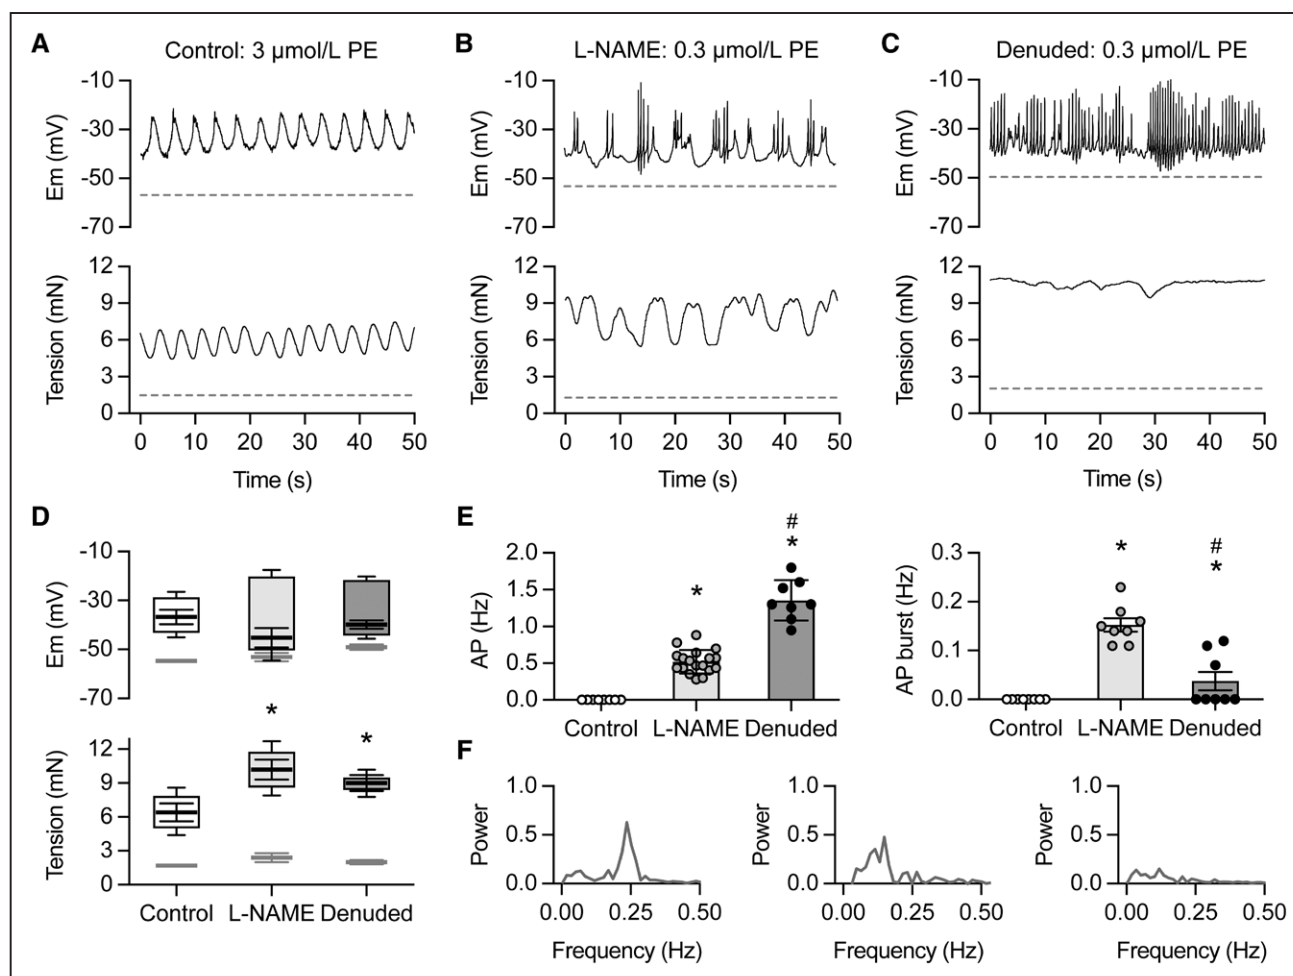 A
Control: 3 µmol/L PE
B
L-NAME: 0.3 µmol/L PE
C
Denuded: 0.3 µmol/L PE
Em (mV)
-10
-30
-50
-70
Em (mV)
-10
-30
-50
-70
Em (mV)
-10
-30
-50
-70
Tension (mN)
12
9
6
3
0
0 10 20 30 40 50
Time (s)
Tension (mN)
12
9
6
3
0
0 10 20 30 40 50
Time (s)
Tension (mN)
12
9
6
3
0
0 10 20 30 40 50
Time (s)
D
Em (mV)
-10
-30
-50
-70
Tension (mN)
12
9
6
3
0
* *
Control L-NAME Denuded
E
AP (Hz)
2.0
1.5
1.0
0.5
0.0
*
#
*
Control L-NAME Denuded
AP burst (Hz)
0.3
0.2
0.1
0.0
*
#
*
Control L-NAME Denuded
F
Power
1.0
0.5
0.0
0.00 0.25 0.50
Frequency (Hz)
Power
1.0
0.5
0.0
0.00 0.25 0.50
Frequency (Hz)
Power
1.0
0.5
0.0
0.00 0.25 0.50
Frequency (Hz)